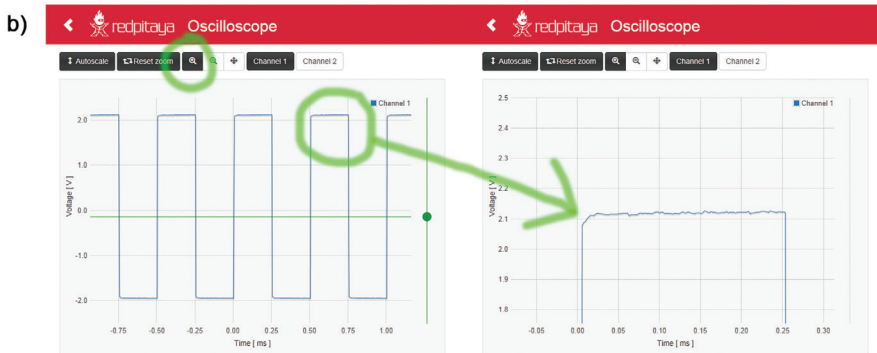 b)
redpitaya Oscilloscope
Autoscale Reset zoom Channel 1 Channel 2
Channel 1
2.0
1.0
0.0
-1.0
-2.0
Voltage [ V ]
-0.75 -0.50 -0.25 0.00 0.25 0.50 0.75 1.00
Time [ ms ]
redpitaya Oscilloscope
Autoscale Reset zoom Channel 1 Channel 2
Channel 1
2.5
2.4
2.3
2.2
2.1
2.0
1.9
1.8
Voltage [ V ]
-0.05 0.00 0.05 0.10 0.15 0.20 0.25 0.30
Time [ ms ]